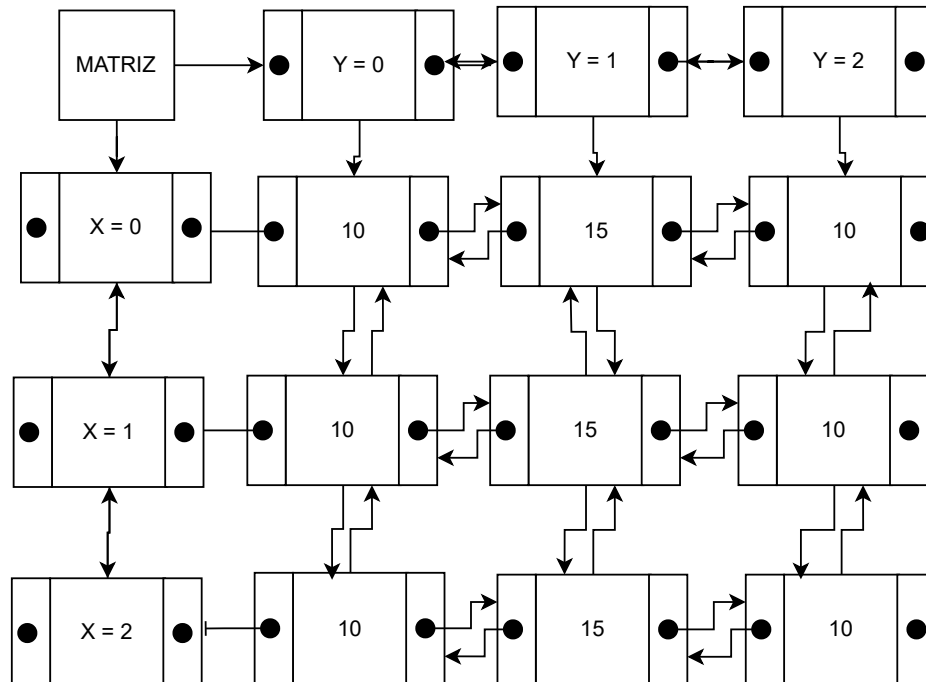 MATRIZ
Y = 0
Y = 1
Y = 2
X = 0
10
15
10
X = 1
10
15
10
X = 2
10
15
10